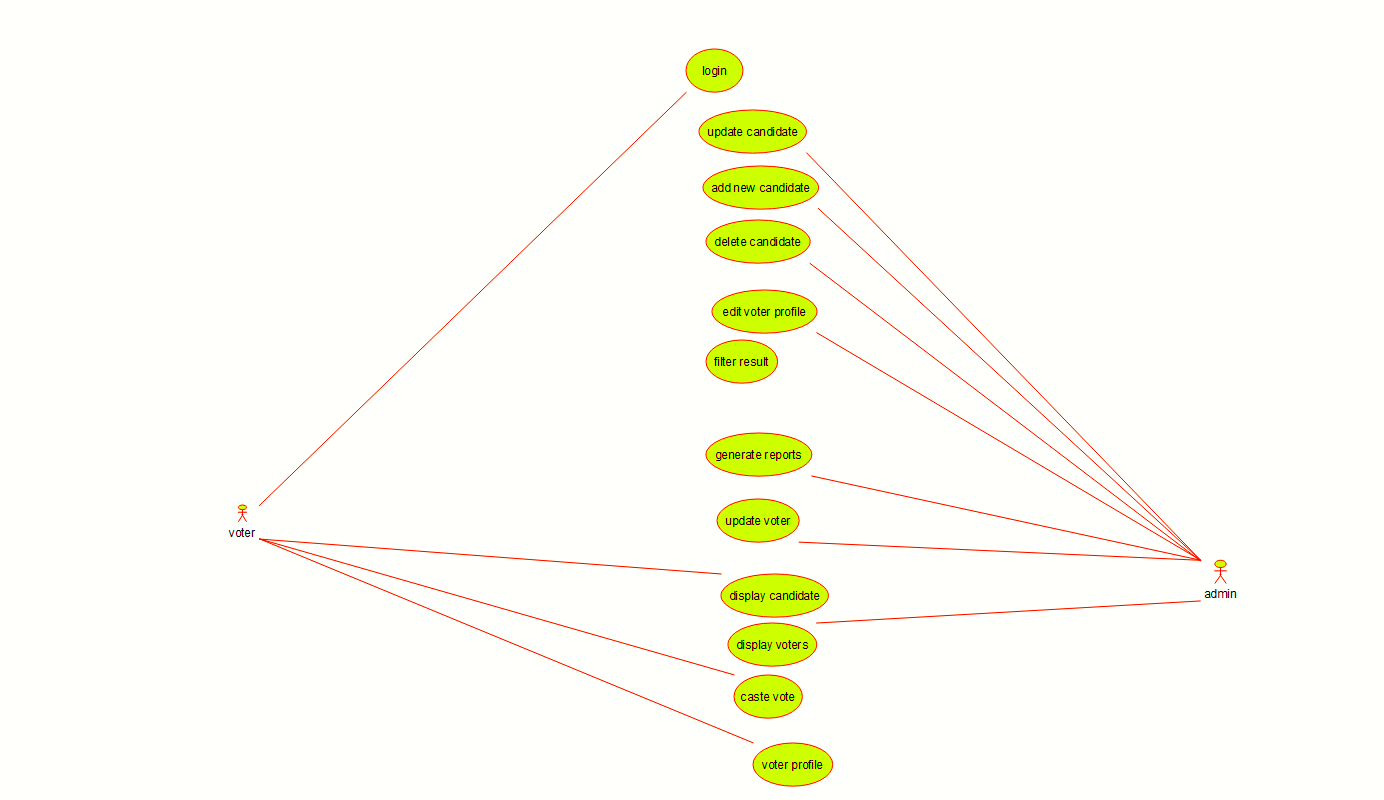 login
update candidate
add new candidate
delete candidate
edit voter profile
filter result
generate reports
update voter
voter
display candidate
admin
display voters
caste vote
voter profile